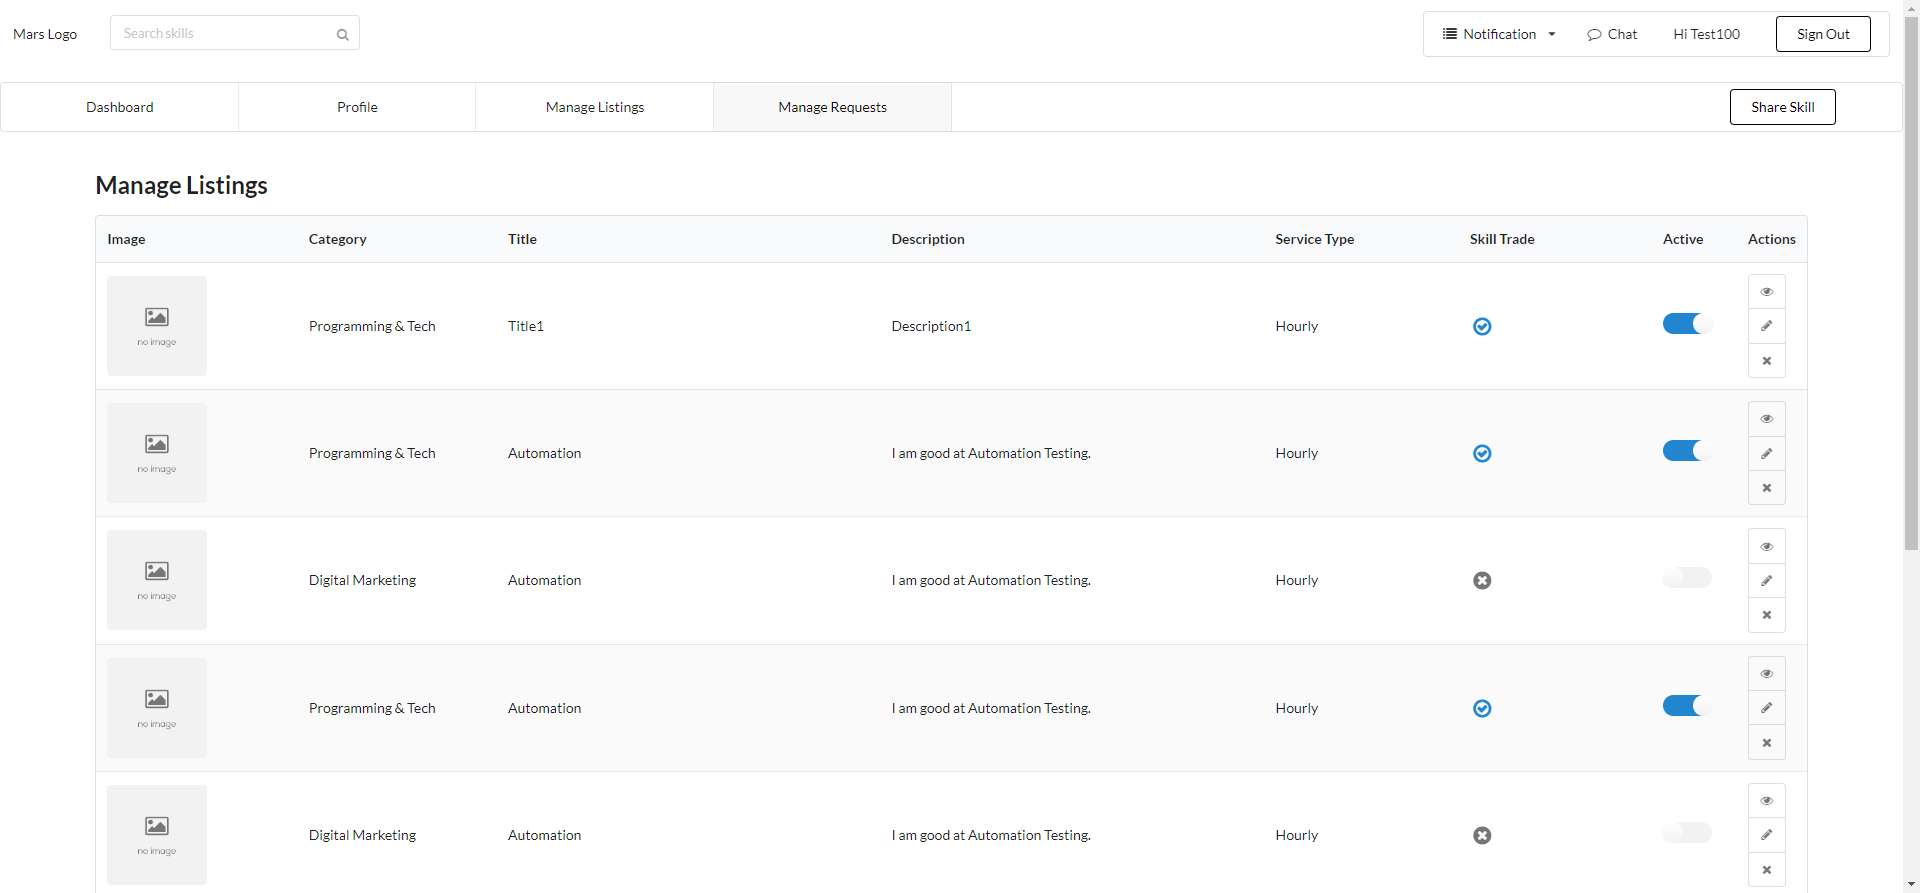 Mars Logo
Search skills
Notification
Chat
Hi Test100
Sign Out
Dashboard
Profile
Manage Listings
Manage Requests
Share Skill
Manage Listings
Image Category Title Description Service Type Skill Trade Active Actions
no image
Programming & Tech Title1 Description1 Hourly
no image
Programming & Tech Automation I am good at Automation Testing. Hourly
no image
Digital Marketing Automation I am good at Automation Testing. Hourly
no image
Programming & Tech Automation I am good at Automation Testing. Hourly
no image
Digital Marketing Automation I am good at Automation Testing. Hourly